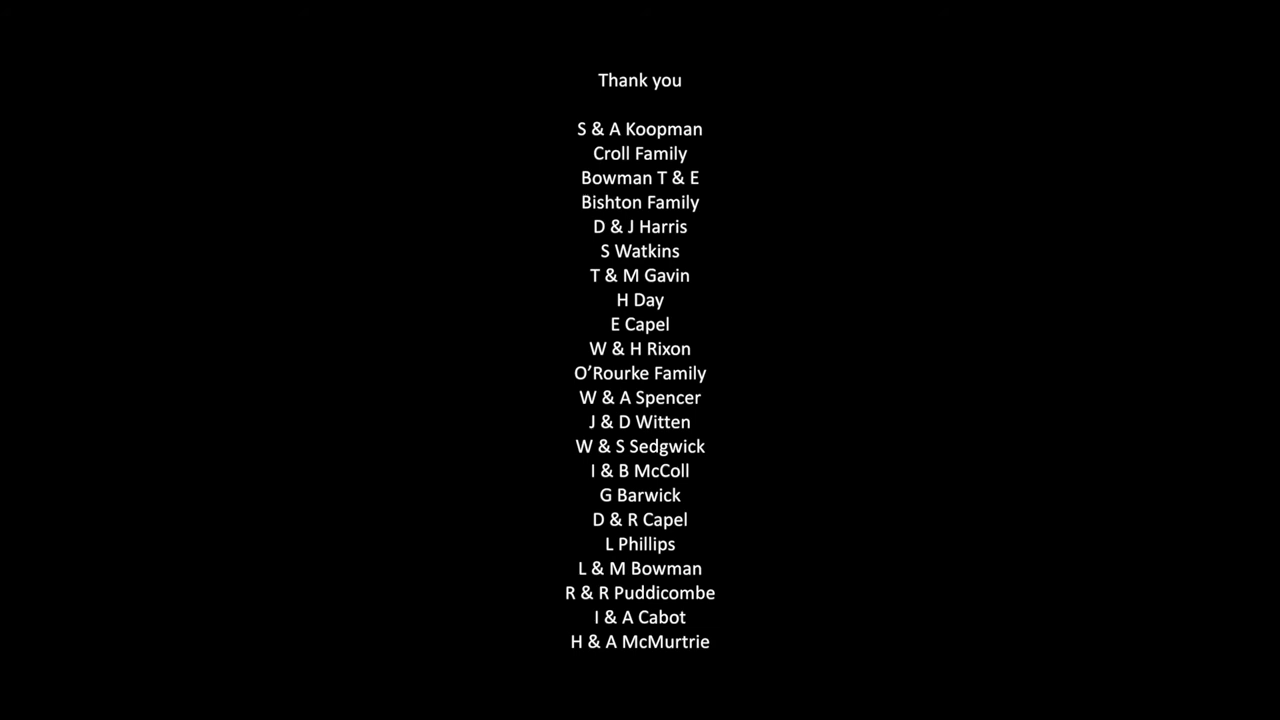 Thank you
S & A Koopman
Croll Family
Bowman T & E
Bishton Family
D & J Harris
S Watkins
T & M Gavin
H Day
E Capel
W & H Rixon
O’Rourke Family
W & A Spencer
J & D Witten
W & S Sedgwick
I & B McColl
G Barwick
D & R Capel
L Phillips
L & M Bowman
R & R Puddicombe
I & A Cabot
H & A McMurtrie